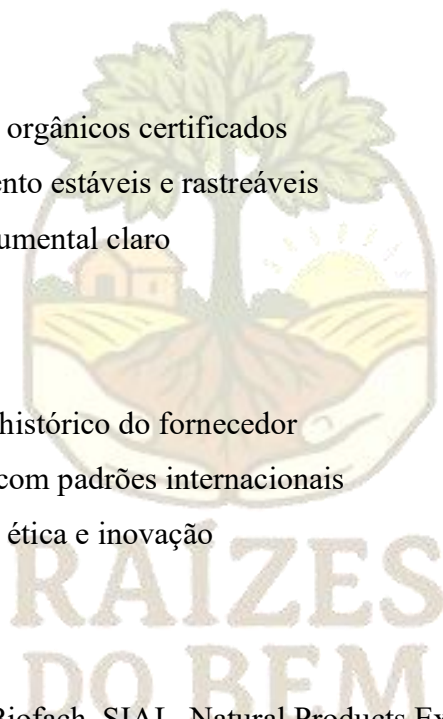 orgânicos certificados
ento estáveis e rastreáveis
umental claro
histórico do fornecedor
com padrões internacionais
ética e inovação
RAÍZES
DO BEM
Biofach, SIAL, Natural Products Ex